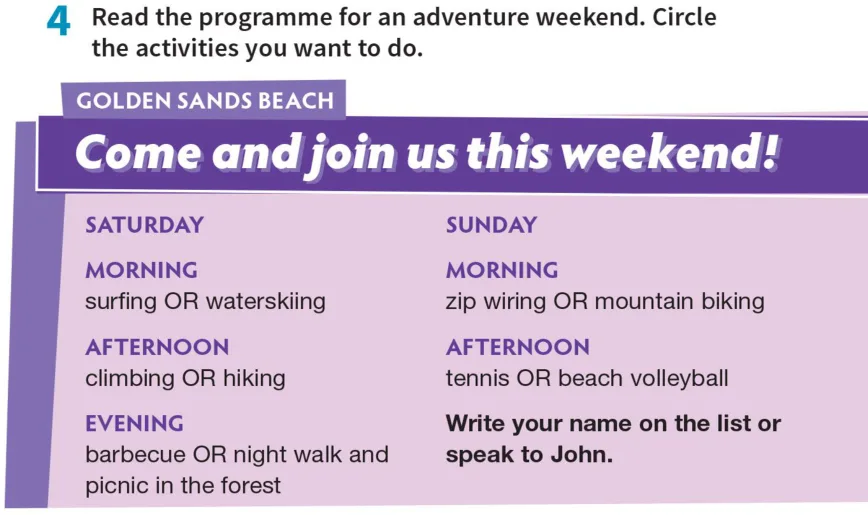 4 Read the programme for an adventure weekend. Circle
the activities you want to do.
GOLDEN SANDS BEACH
Come and join us this weekend!
SATURDAY
MORNING
surfing OR waterskiing
AFTERNOON
climbing OR hiking
EVENING
barbecue OR night walk and
picnic in the forest
SUNDAY
MORNING
zip wiring OR mountain biking
AFTERNOON
tennis OR beach volleyball
Write your name on the list or
speak to John.